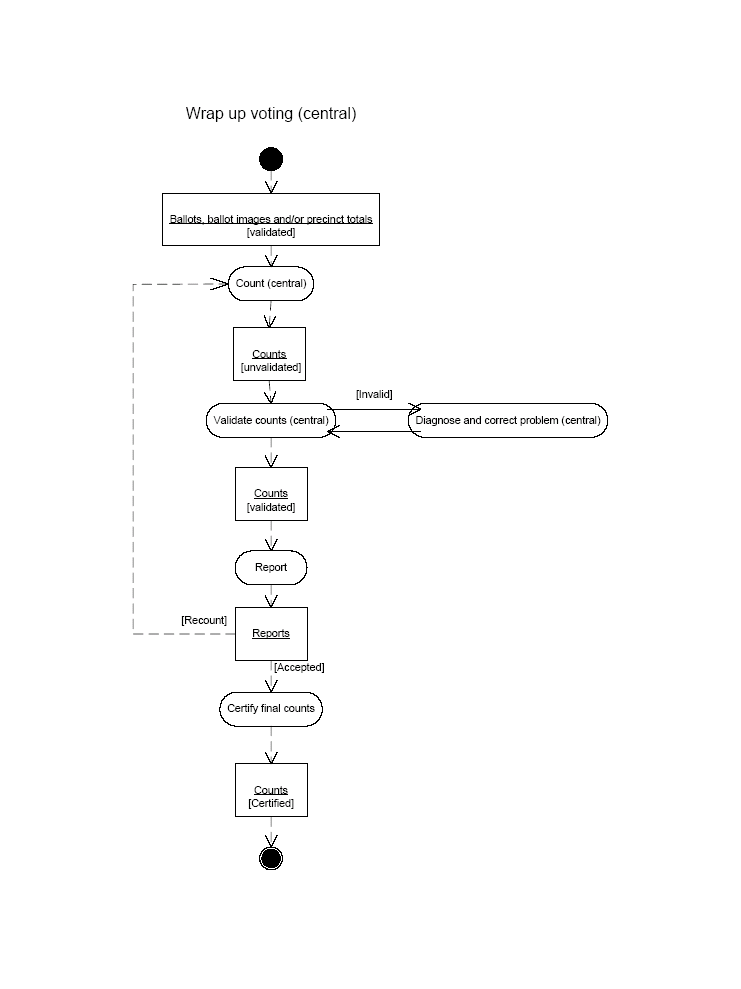 Wrap up voting (central)
Ballots, ballot images and/or precinct totals
[validated]
Count (central)
Counts
[unvalidated]
[Invalid]
Validate counts (central)
Diagnose and correct problem (central)
Counts
[validated]
Report
[Recount]
Reports
[Accepted]
Certify final counts
Counts
[Certified]